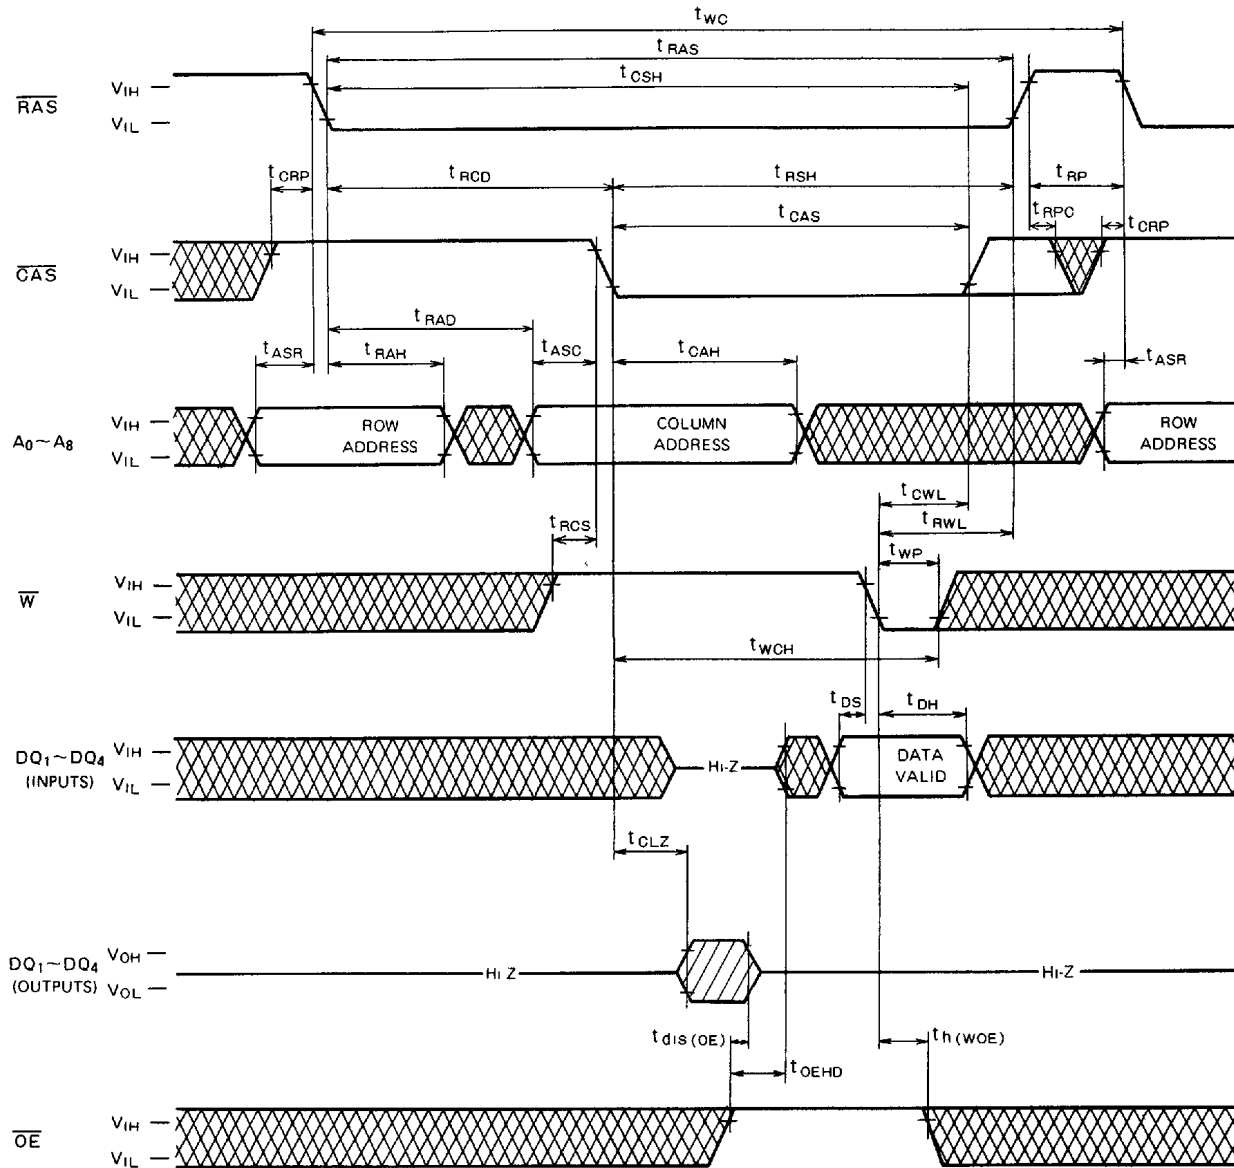 tWC
tRAS
tCSH
RAS
VIH
VIL
tCRP
tRCD
tRSH
tRP
tCAS
tRPC
tCRP
CAS
VIH
VIL
tRAD
tASR
tRAH
tASC
tCAH
tASR
A0~A8
VIH
VIL
ROW
ADDRESS
COLUMN
ADDRESS
ROW
ADDRESS
tCWL
tRCS
tRWL
tWP
W
VIH
VIL
tWCH
tDS
tDH
DQ1~DQ4
(INPUTS)
VIH
VIL
HI-Z
DATA
VALID
tCLZ
DQ1~DQ4
(OUTPUTS)
VOH
VOL
HI-Z
HI-Z
tdis(OE)
th(WOE)
tOEHD
OE
VIH
VIL